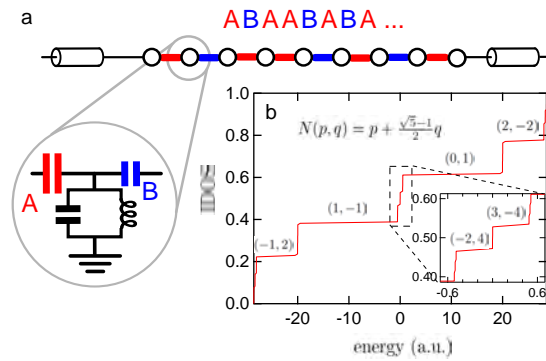 a
ABAABABA ...
A
B
b
N(p, q) = p + \frac{\sqrt{5}-1}{2} q
IDOS
1.0
0.8
0.6
0.4
0.2
0.0
(2, −2)
(0, 1)
(1, −1)
(−1, 2)
0.60
0.50
0.40
(3, −4)
(−2, 4)
-0.6
0.6
-20
-10
0
10
20
energy (a.u.)